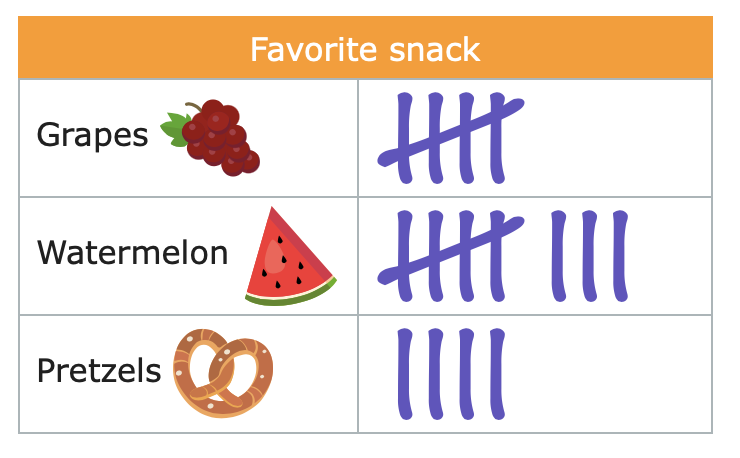 Favorite snack
Grapes
Watermelon
Pretzels